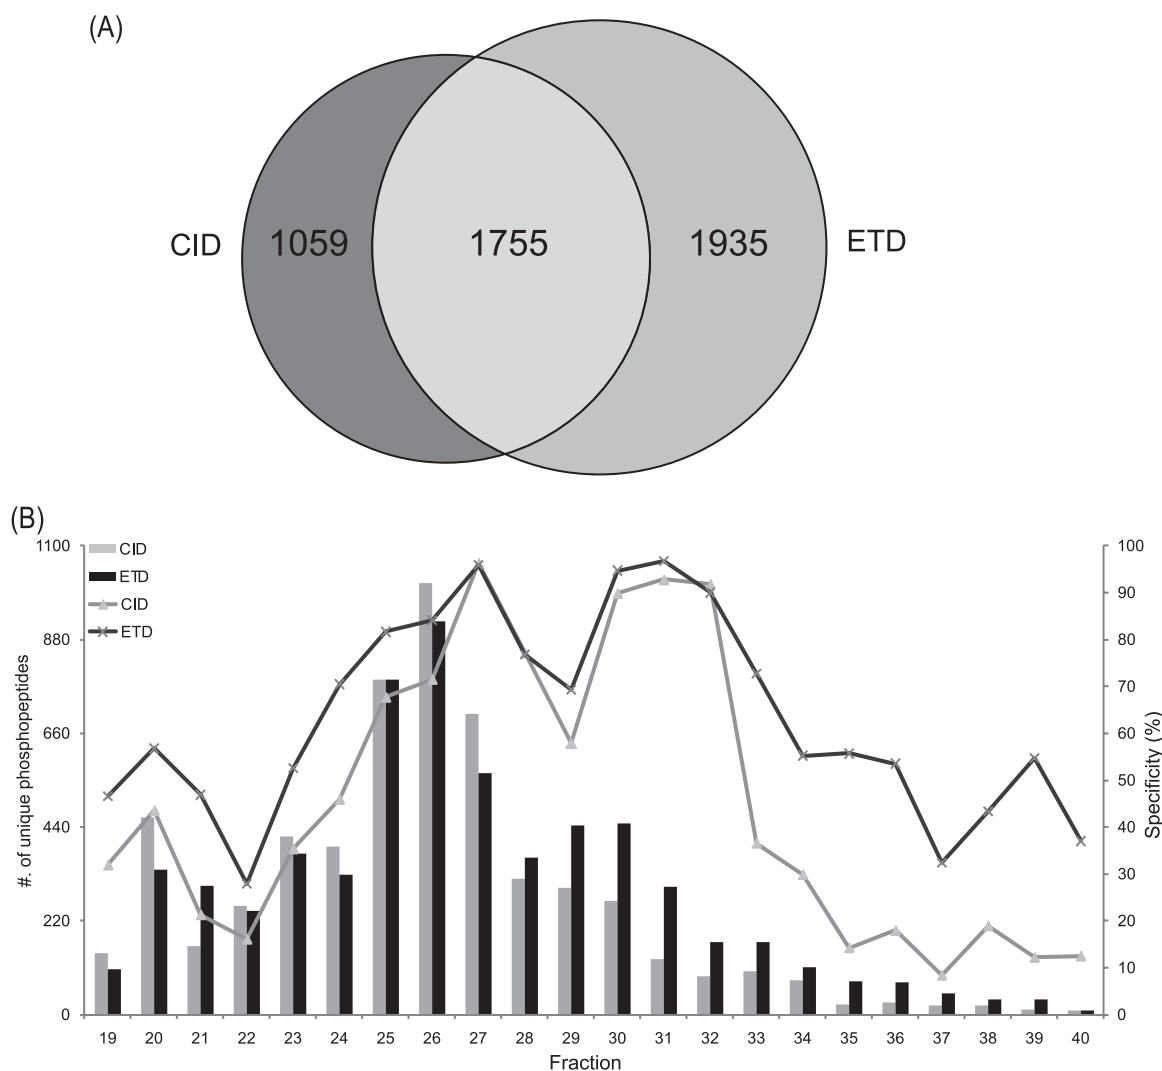 (A)
CID 1059 1755 1935 ETD
(B)
#. of unique phosphopeptides
1100
880
660
440
220
0
CID
ETD
CID
ETD
100
90
80
70
60
50
40
30
20
10
0
Specificity (%)
19 20 21 22 23 24 25 26 27 28 29 30 31 32 33 34 35 36 37 38 39 40
Fraction